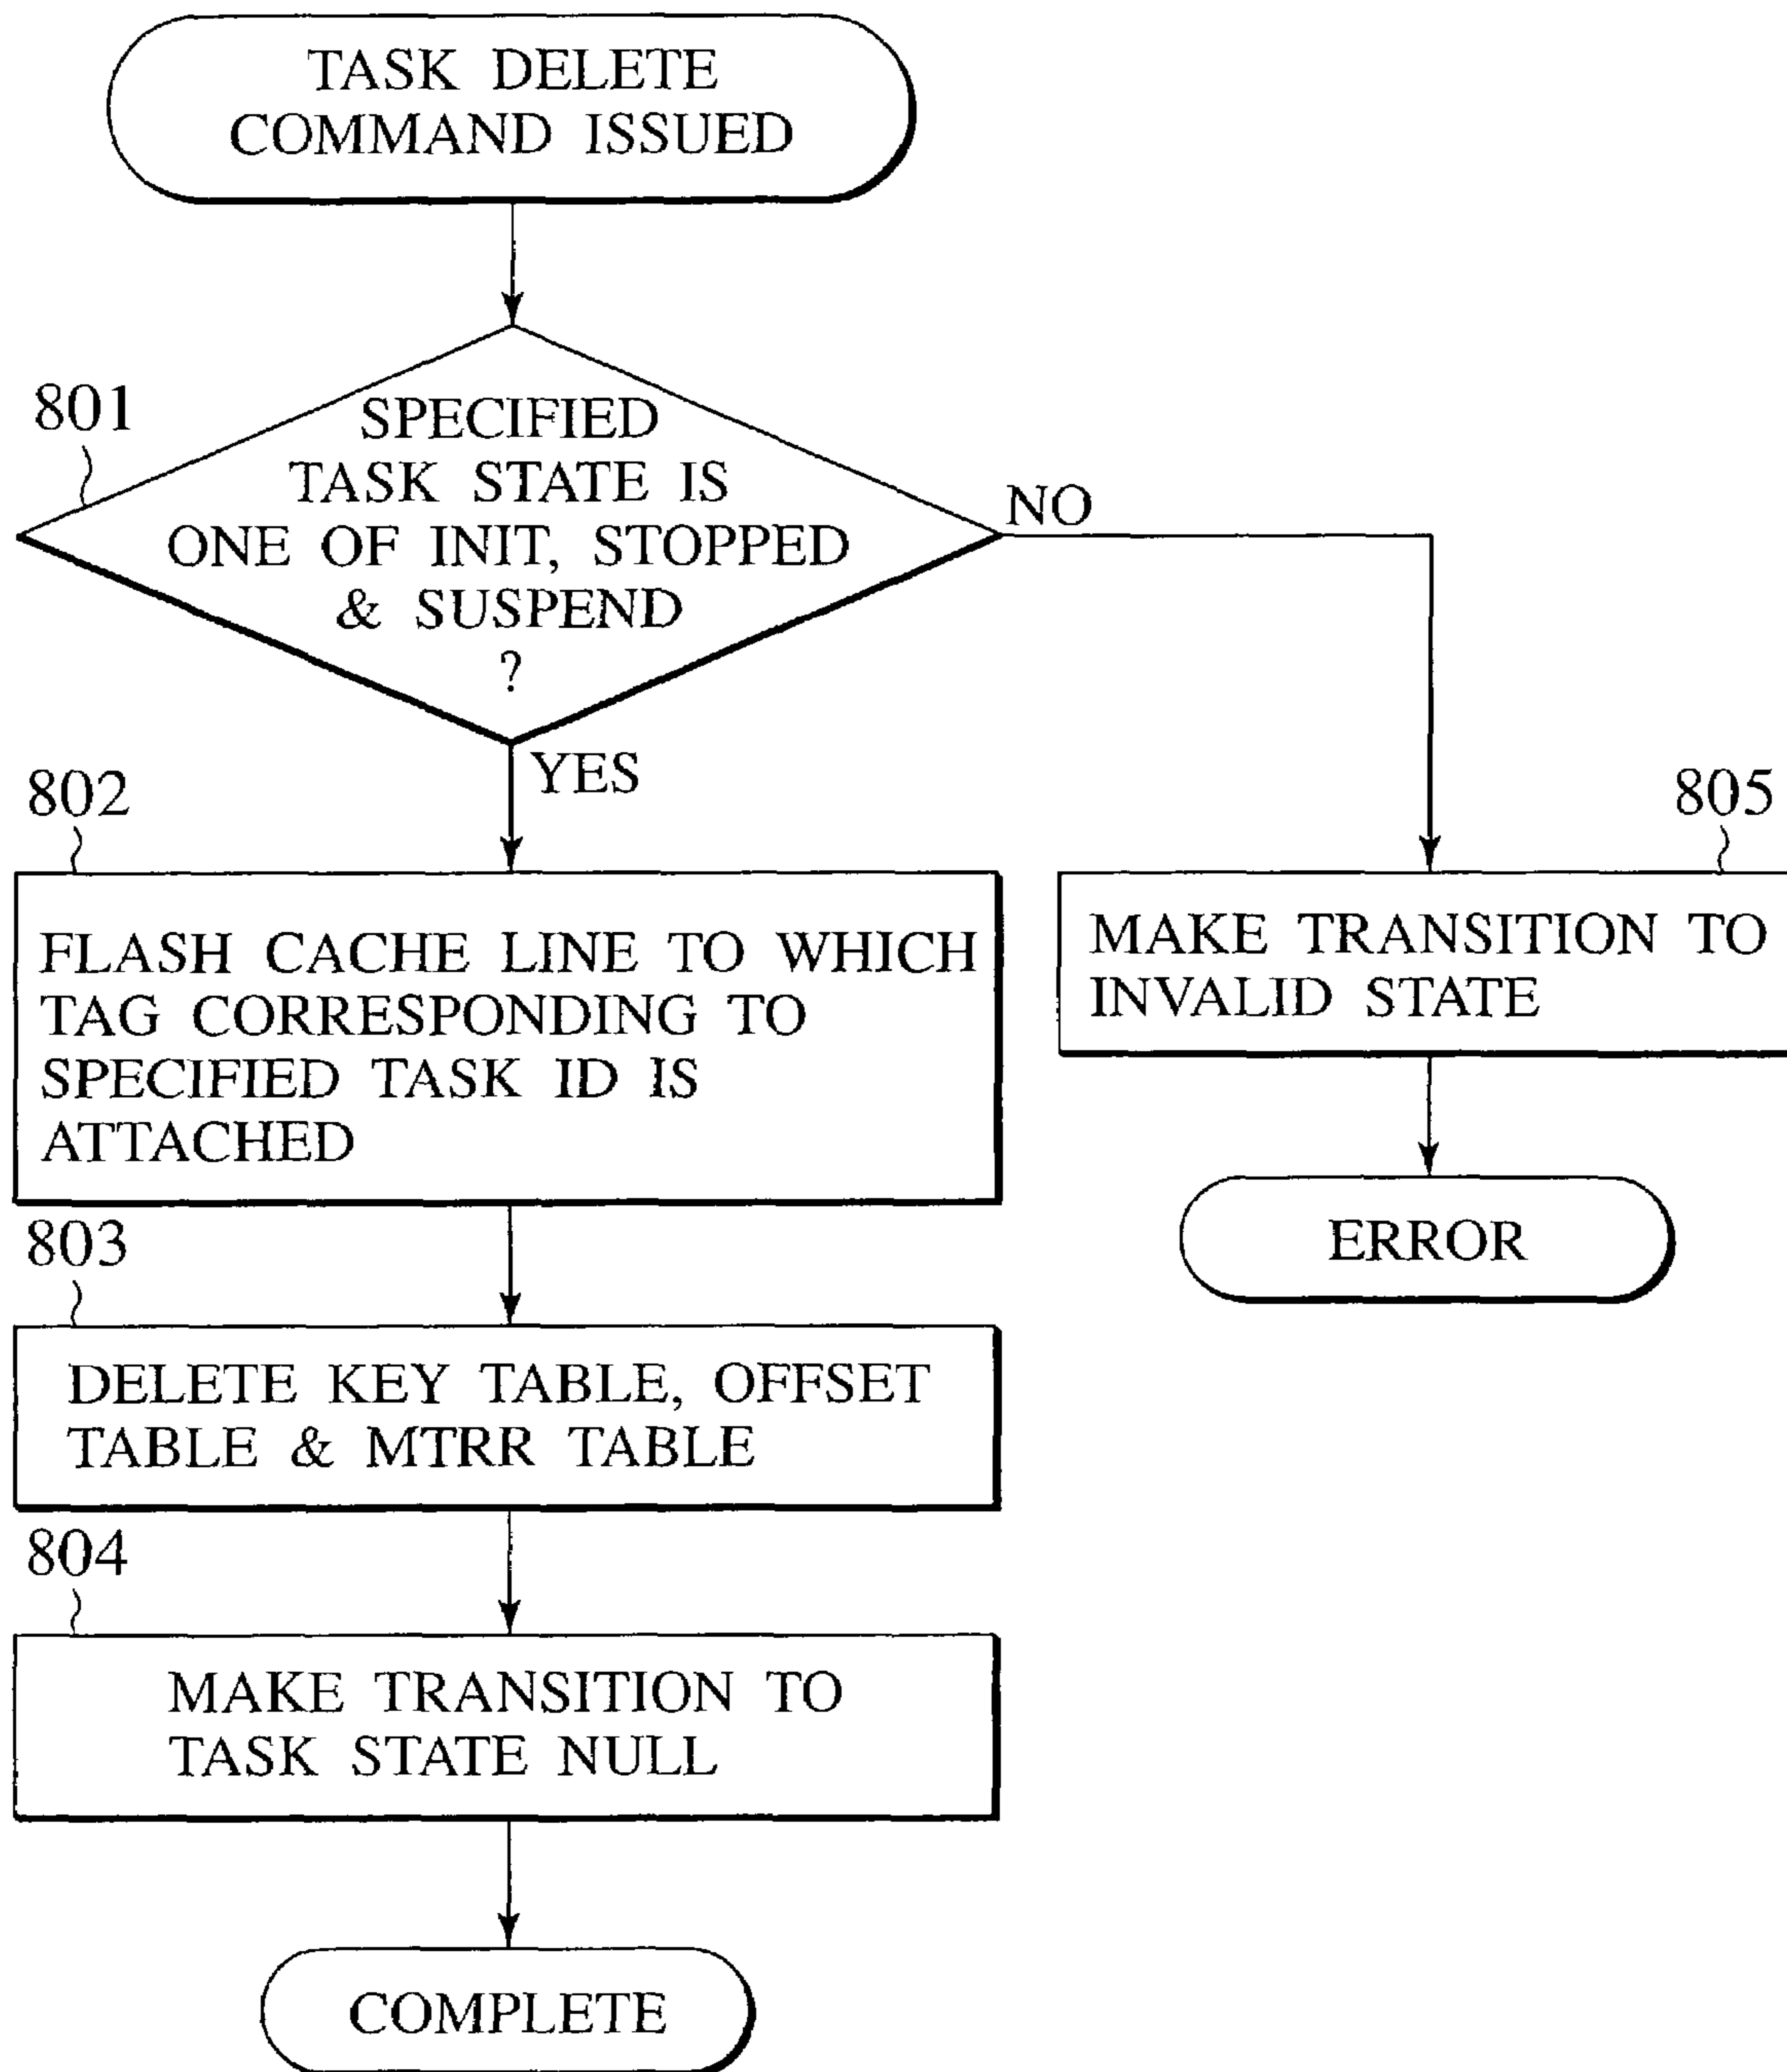 TASK DELETE
COMMAND ISSUED
801
SPECIFIED
TASK STATE IS
ONE OF INIT, STOPPED
& SUSPEND
?
NO
YES
802
FLASH CACHE LINE TO WHICH
TAG CORRESPONDING TO
SPECIFIED TASK ID IS
ATTACHED
805
MAKE TRANSITION TO
INVALID STATE
ERROR
803
DELETE KEY TABLE, OFFSET
TABLE & MTRR TABLE
804
MAKE TRANSITION TO
TASK STATE NULL
COMPLETE